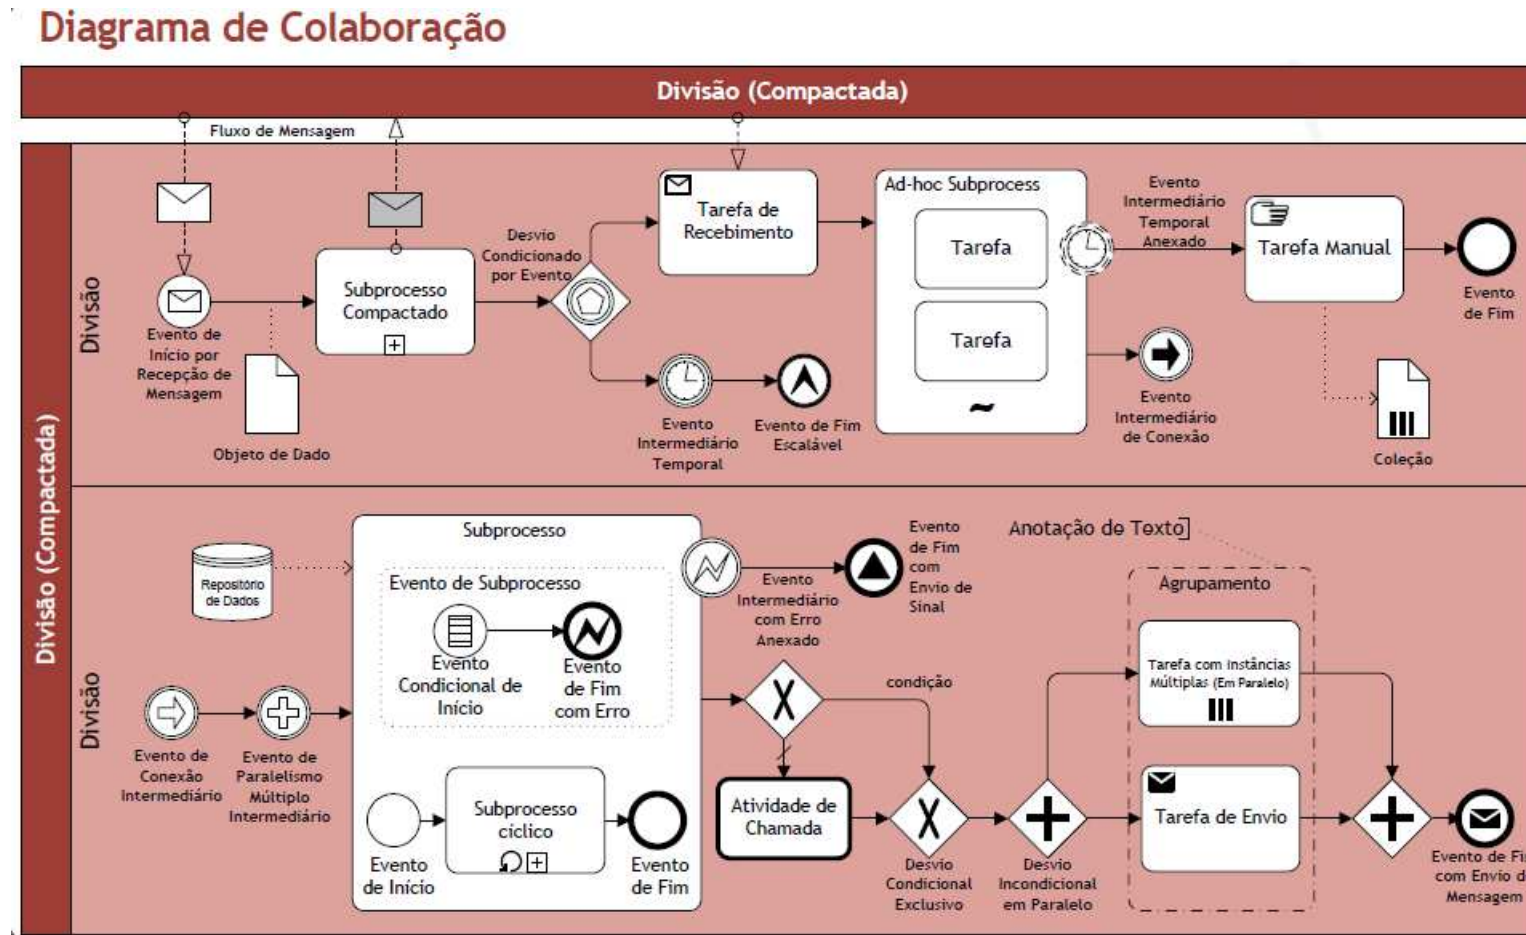 Diagrama de Colaboração
Divisão (Compactada)
Fluxo de Mensagem
Divisão (Compactada)
Divisão
Evento de
Início por
Recepção de
Mensagem
Objeto de Dado
Subprocesso
Compactado
Desvio
Condicionado
por Evento
Tarefa de
Recebimento
Evento
Intermediário
Temporal
Evento de Fim
Escalável
Ad-hoc Subprocess
Tarefa
Tarefa
Evento
Intermediário
Temporal
Anexado
Evento
Intermediário
de Conexão
Tarefa Manual
Evento
de Fim
Coleção
Divisão
Repositório
de Dados
Evento de
Conexão
Intermediário
Evento de
Paralelismo
Múltiplo
Intermediário
Subprocesso
Evento de Subprocesso
Evento
Condicional de
Início
Evento
de Fim
com Erro
Evento
de Início
Subprocesso
cíclico
Evento
de Fim
Evento
Intermediário
com Erro
Anexado
Evento
de Fim
com
Envio de
Sinal
condição
Atividade de
Chamada
Desvio
Condicional
Exclusivo
Desvio
Incondicional
em Paralelo
Anotação de Texto
Agrupamento
Tarefa com Instâncias
Múltiplas (Em Paralelo)
Tarefa de Envio
Evento de Fi
com Envio d
Mensagem